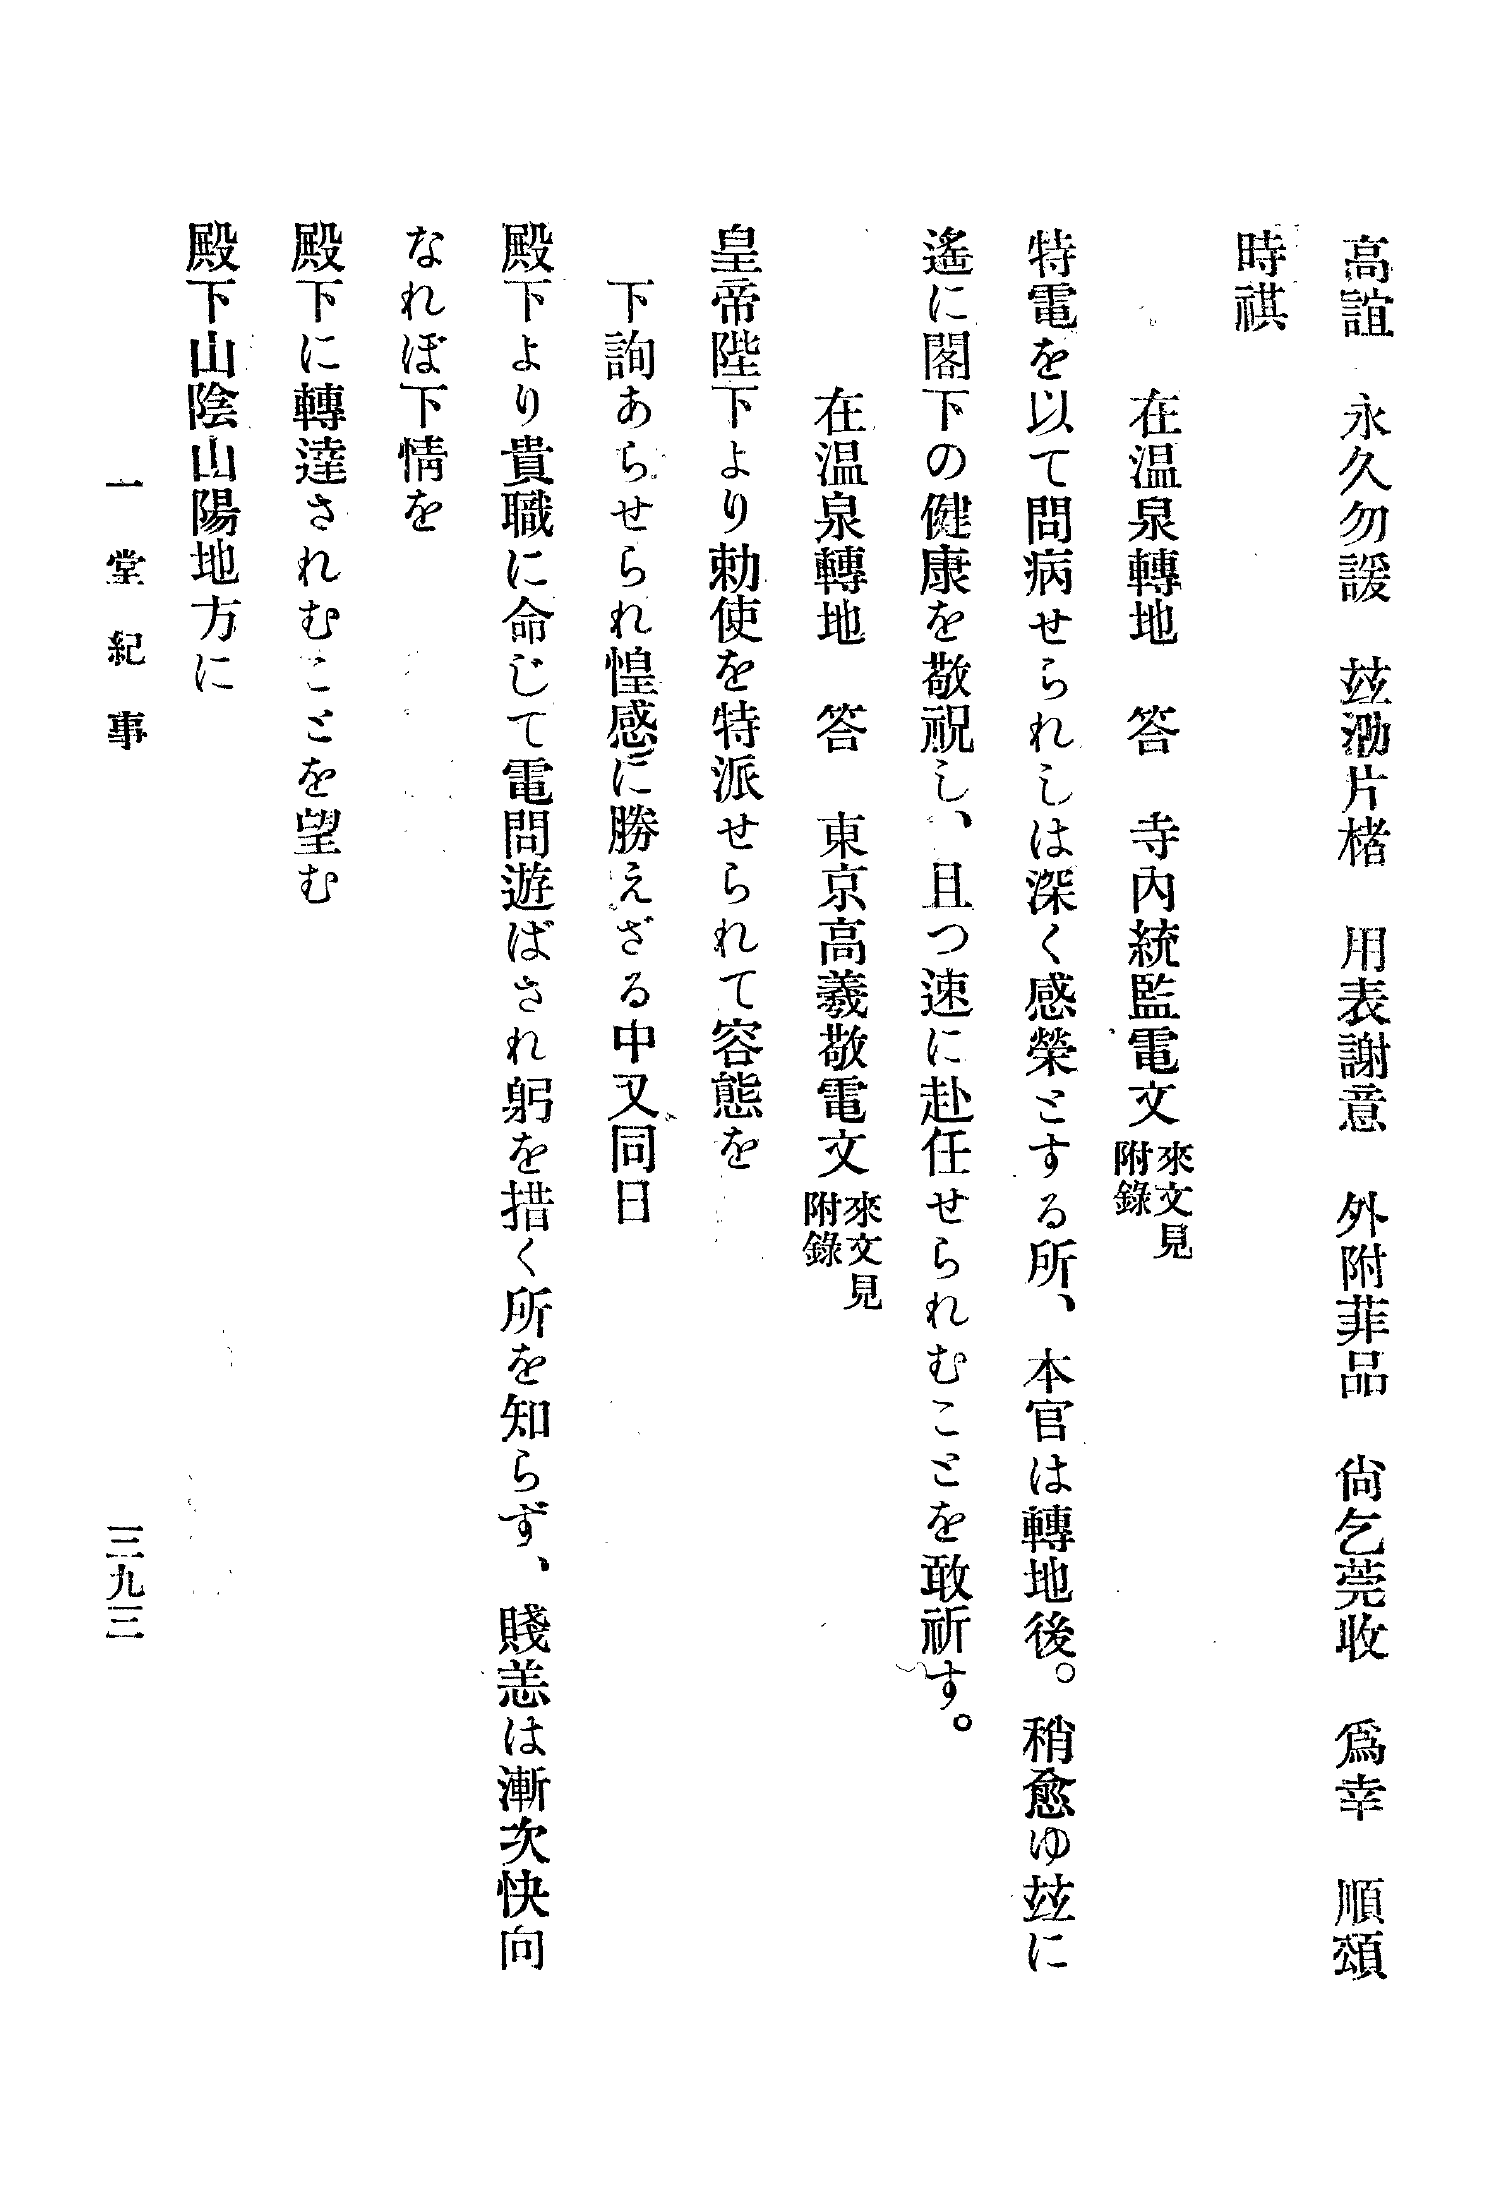 高誼　永久勿諼　玆泐片楮　用表謝意　外附菲品　尙乞莞收　爲幸　順頌
時祺
在温泉轉地　答　寺內統監電文 來文見附錄
特電を以て問病せられしは深く感榮とする所、本官は轉地後。稍愈ゆ玆に
遙に閣下の健康を敬祝し、且つ速に赴任せられむことを敢祈す。
在温泉轉地　答　東京高羲敬電文 來文見附錄
皇帝陛下より勅使を特派せられて容態を
下詢あらせられ惶感に勝えざる中又同日
殿下より貴職に命じて電問遊ばされ躬を措く所を知らず、賤恙は漸次快向
なれぼ下情を
殿下に轉達されむことを望む
殿下山陰山陽地方に
一堂紀事
三九三